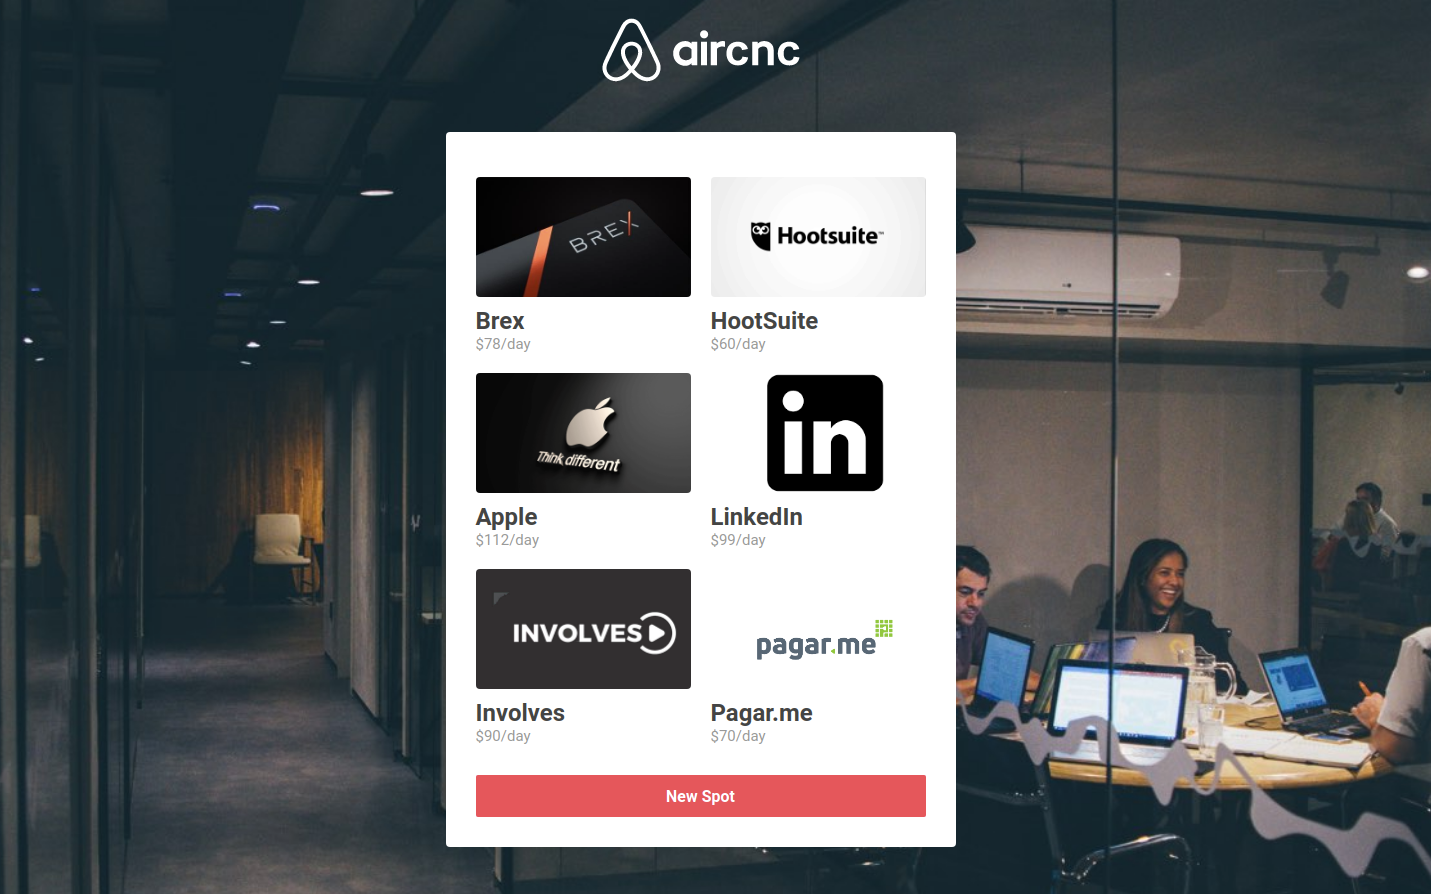 aircnc
BREX
Hootsuite™
Brex
HootSuite
$78/day
$60/day
Think different
in
Apple
LinkedIn
$112/day
$99/day
INVOLVES
pagar.me
Involves
Pagar.me
$90/day
$70/day
New Spot